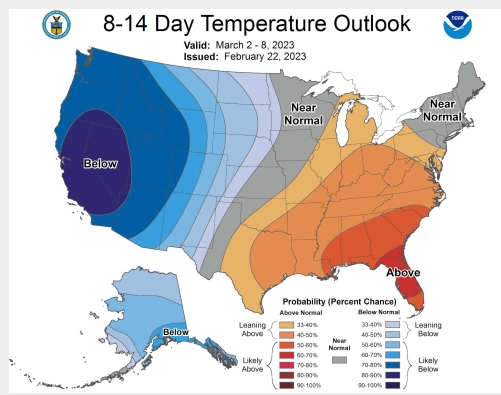 8-14 Day Temperature Outlook
noaa
Valid: March 2 - 8, 2023
Issued: February 22, 2023
Near
Normal
Near
Normal
Below
Above
Below
Probability (Percent Chance)
Above Normal
Below Normal
Leaning
Above
33-40%
40-50%
Likely
Above
50-60%
60-70%
70-80%
80-90%
90-100%
Near
Normal
33-40%
40-50%
Leaning
Below
50-60%
60-70%
70-80%
80-90%
90-100%
Likely
Below